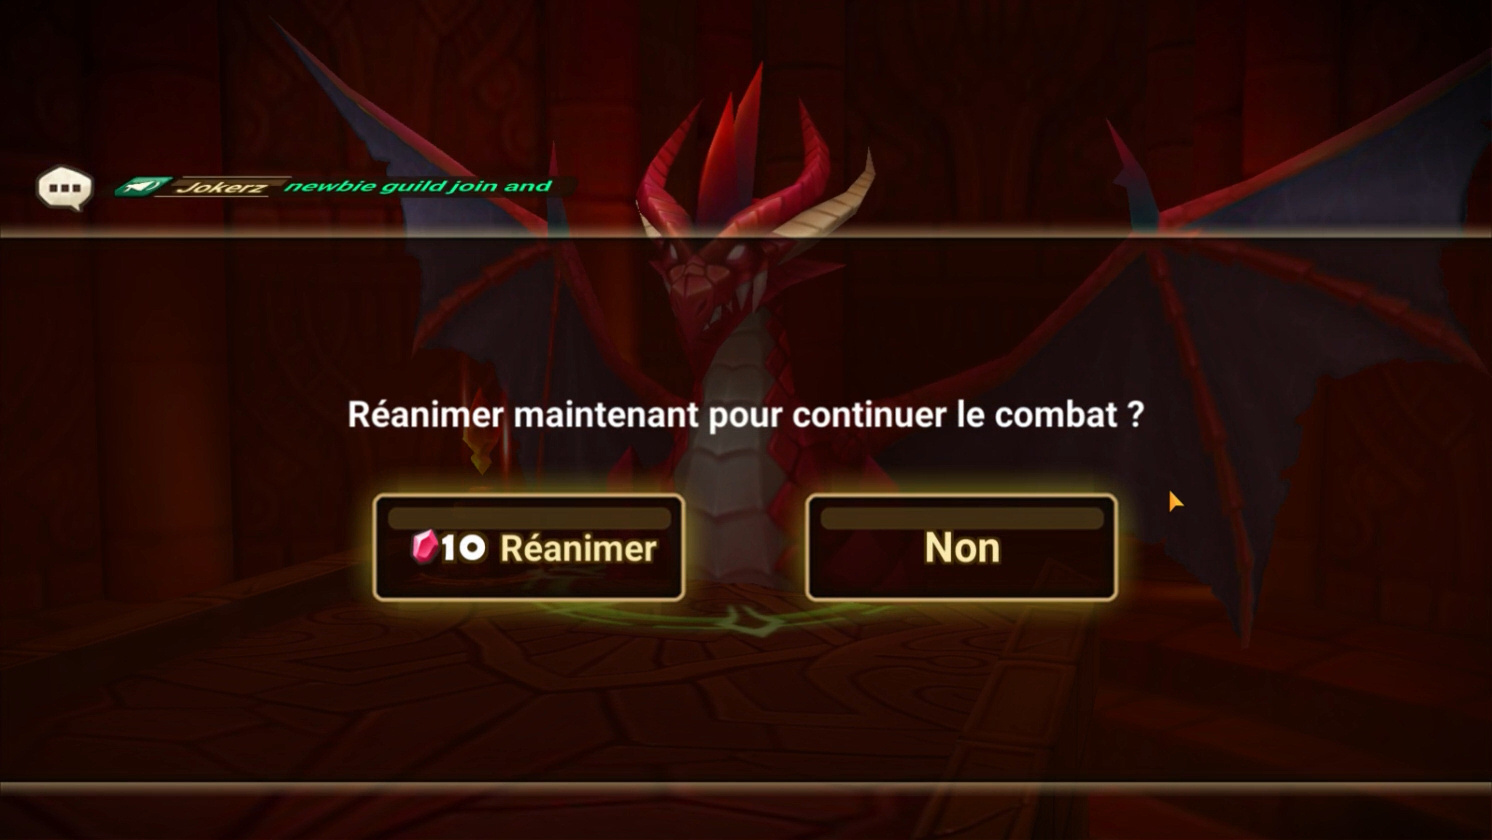 Jokerz newbie guild join and
Réanimer maintenant pour continuer le combat ?
10 Réanimer
Non